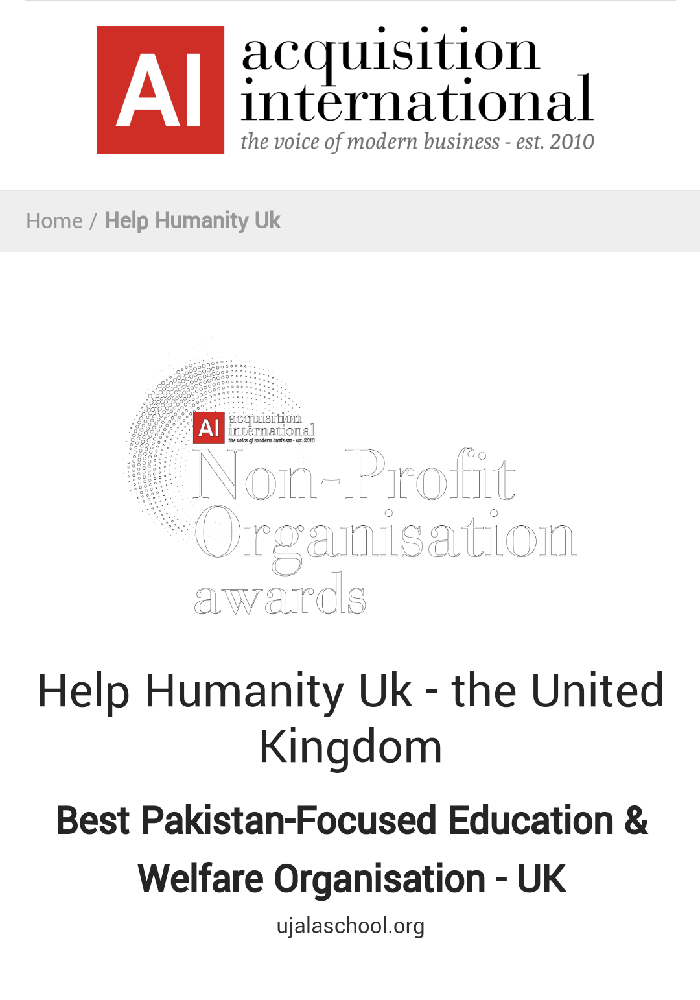 AI
acquisition
international
the voice of modern business - est. 2010
Home / Help Humanity Uk
AI
acquisition
international
the voice of modern business - est. 2010
Non-Profit
Organisation
awards
Help Humanity Uk - the United
Kingdom
Best Pakistan-Focused Education &
Welfare Organisation - UK
ujalaschool.org